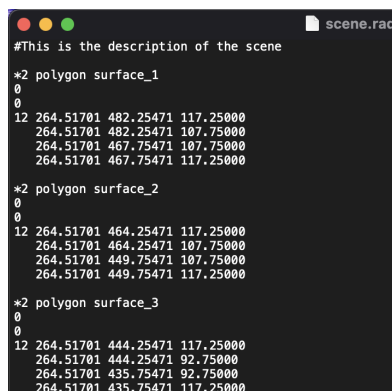 scene.rad
#This is the description of the scene
*2 polygon surface_1
0
0
12 264.51701 482.25471 117.25000
264.51701 482.25471 107.75000
264.51701 467.75471 107.75000
264.51701 467.75471 117.25000
*2 polygon surface_2
0
0
12 264.51701 464.25471 117.25000
264.51701 464.25471 107.75000
264.51701 449.75471 107.75000
264.51701 449.75471 117.25000
*2 polygon surface_3
0
0
12 264.51701 444.25471 117.25000
264.51701 444.25471 92.75000
264.51701 435.75471 92.75000
264.51701 435.75471 117.25000